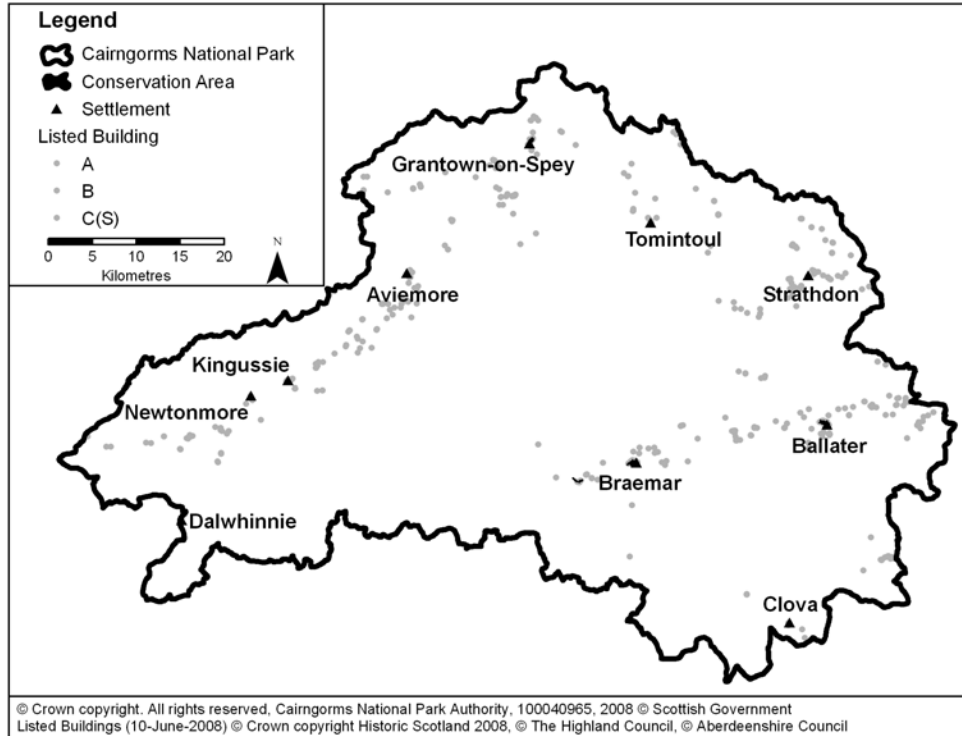 Legend
Cairngorms National Park
Conservation Area
Settlement
Listed Building
A
B
C(S)
0 5 10 15 20
Kilometres
N
Grantown-on-Spey
Tomintoul
Aviemore
Strathdon
Kingussie
Newtonmore
Ballater
Braemar
Dalwhinnie
Clova
© Crown copyright. All rights reserved, Cairngorms National Park Authority, 100040965, 2008 © Scottish Government
Listed Buildings (10-June-2008) © Crown copyright Historic Scotland 2008, © The Highland Council, © Aberdeenshire Council